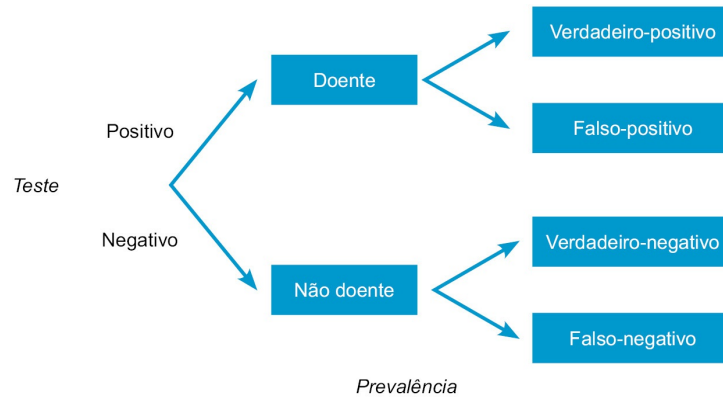 Verdadeiro-positivo
Doente
Positivo
Falso-positivo
Teste
Negativo
Verdadeiro-negativo
Não doente
Falso-negativo
Prevalência